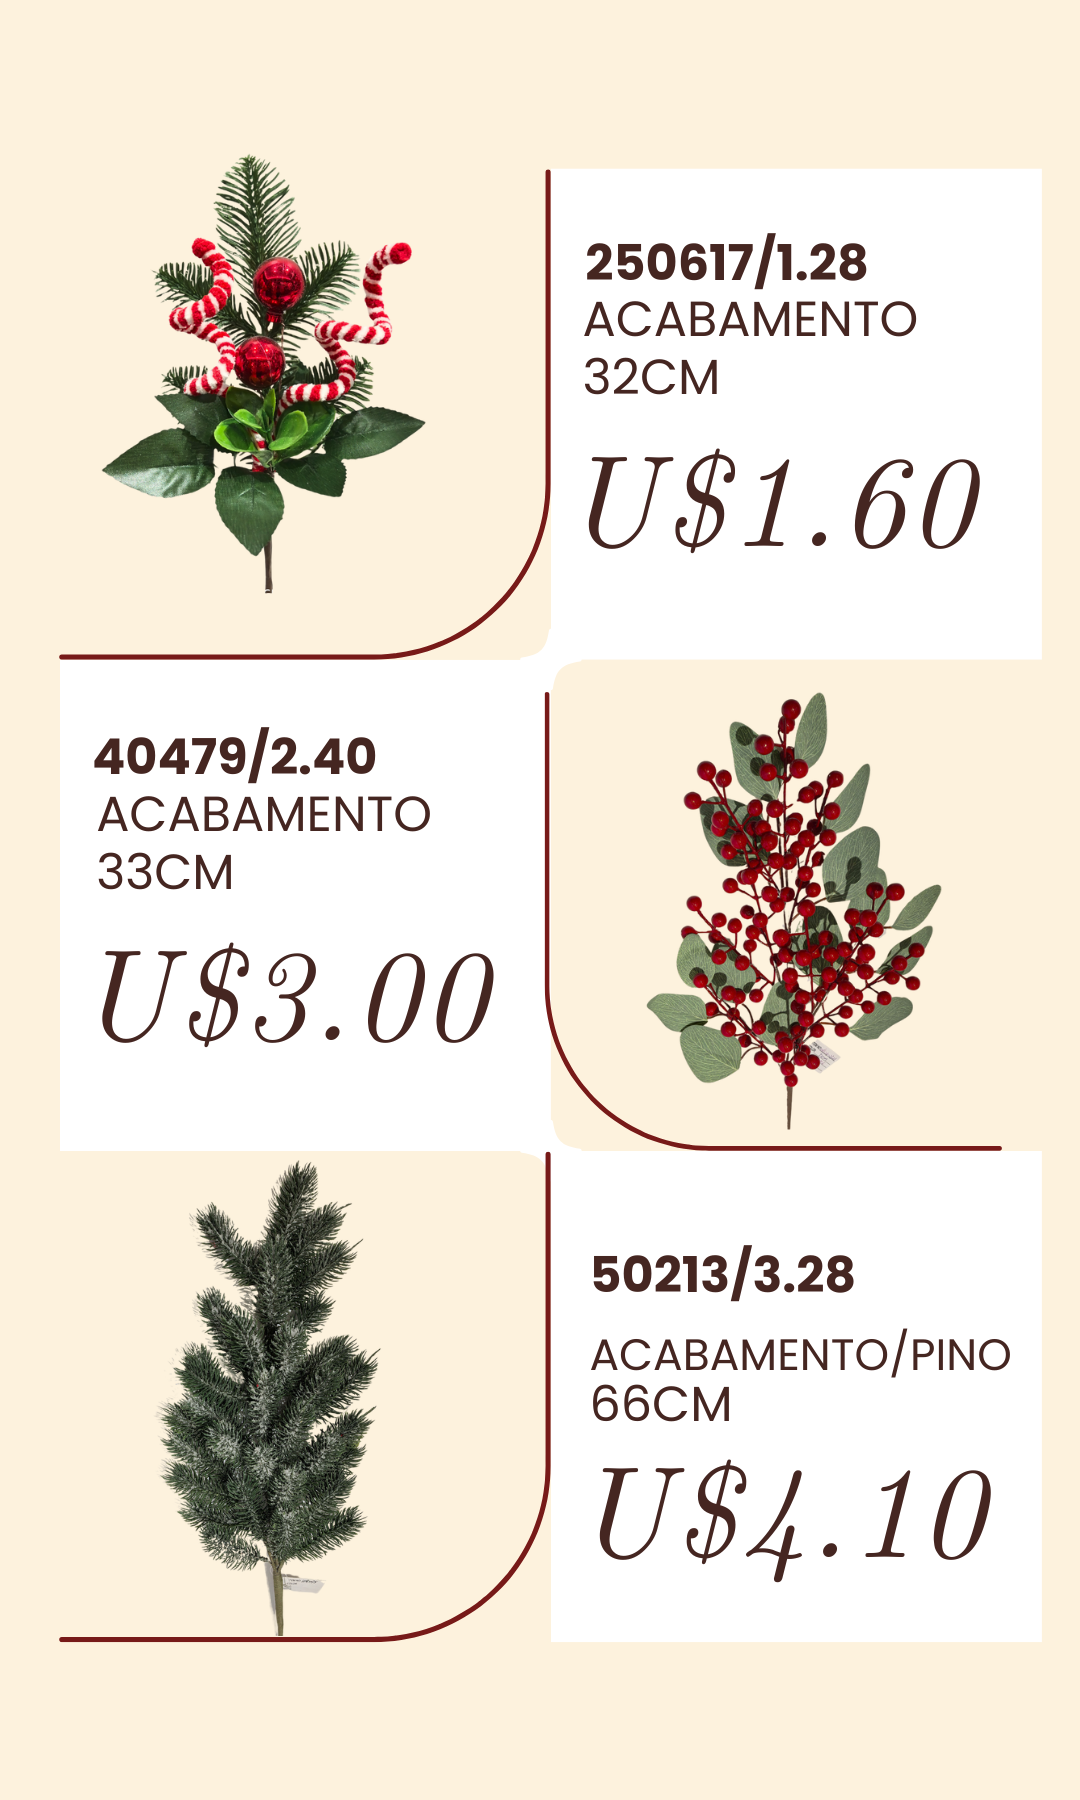 250617/1.28
ACABAMENTO
32CM
U$1.60
40479/2.40
ACABAMENTO
33CM
U$3.00
50213/3.28
ACABAMENTO/PINO
66CM
U$4.10